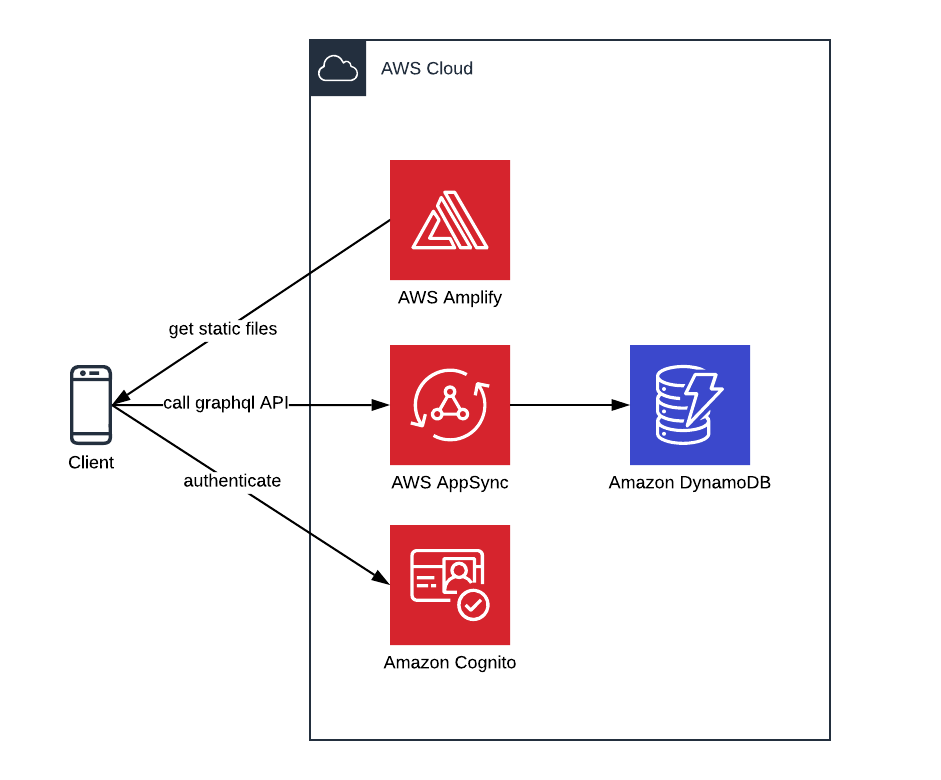 AWS Cloud
AWS Amplify
get static files
call graphql API
Client
AWS AppSync
Amazon DynamoDB
authenticate
Amazon Cognito